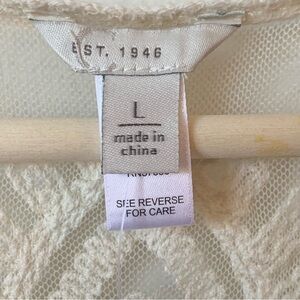 EST. 1946
L
made in
china
SEE REVERSE
FOR CARE